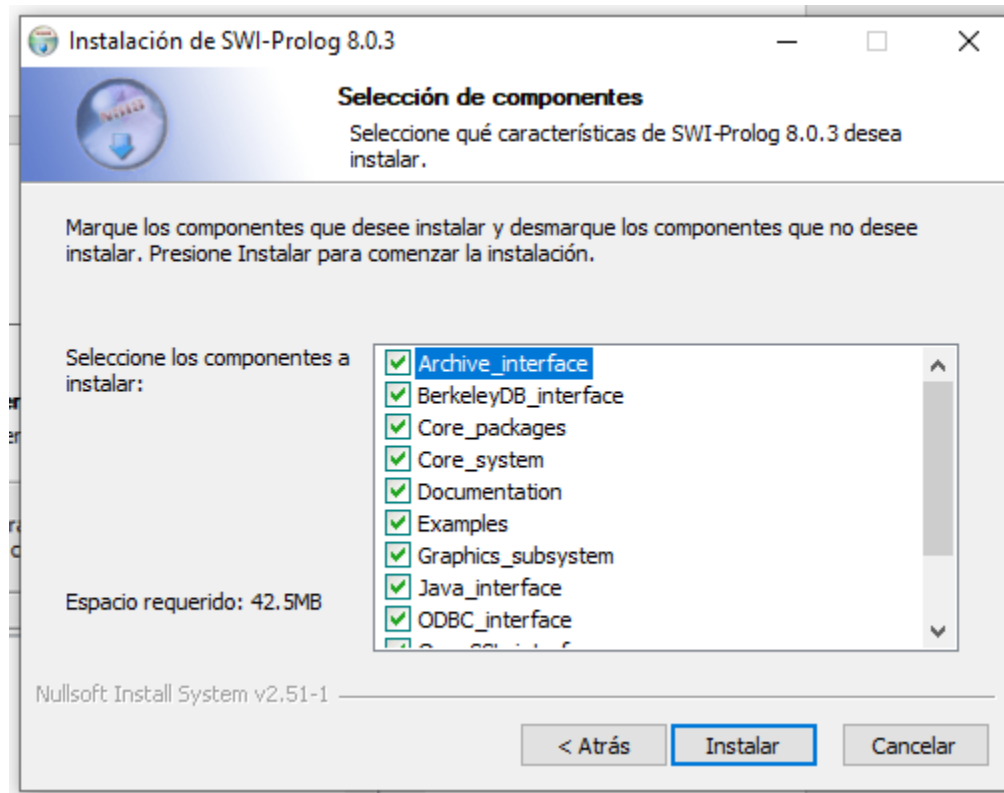 Instalación de SWI-Prolog 8.0.3
Selección de componentes
Seleccione qué características de SWI-Prolog 8.0.3 desea
instalar.
Marque los componentes que desee instalar y desmarque los componentes que no desee
instalar. Presione Instalar para comenzar la instalación.
Seleccione los componentes a
instalar:
Archive_interface
BerkeleyDB_interface
Core_packages
Core_system
Documentation
Examples
Graphics_subsystem
Java_interface
ODBC_interface
Espacio requerido: 42.5MB
Nullsoft Install System v2.51-1
< Atrás
Instalar
Cancelar